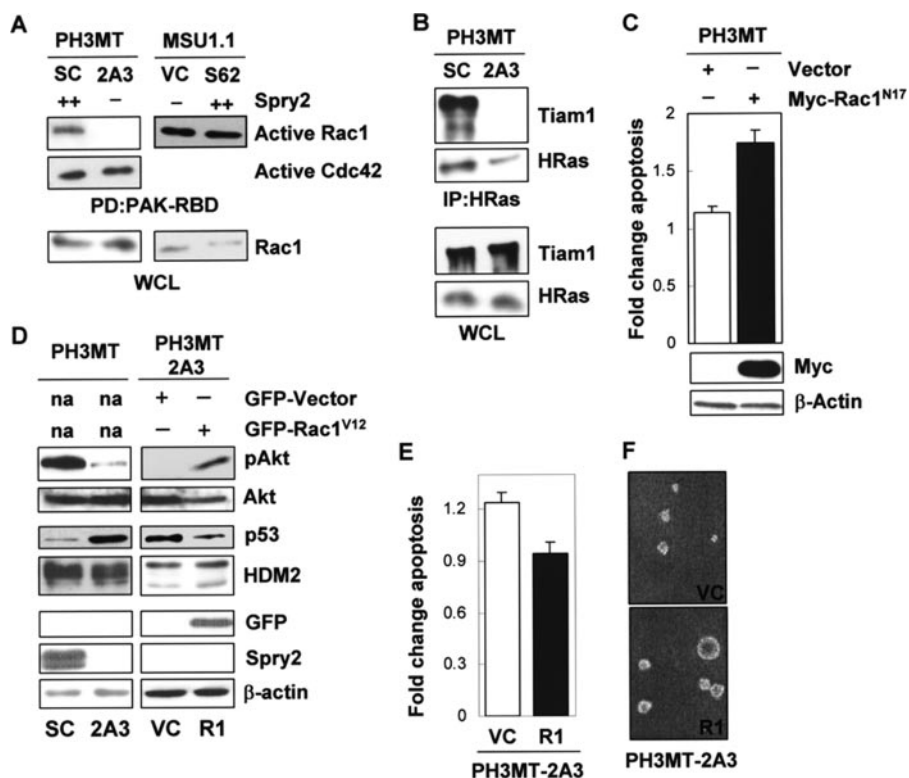 A
PH3MT MSU1.1
SC 2A3 VC S62
++ – – ++ Spry2
Active Rac1
Active Cdc42
PD:PAK-RBD
Rac1
WCL
B
PH3MT
SC 2A3
Tiam1
HRas
IP:HRas
Tiam1
HRas
WCL
C
PH3MT
+ – Vector
– + Myc-Rac1N17
Fold change apoptosis
2
1.5
1
0.5
0
Myc
β-Actin
D
PH3MT PH3MT 2A3
na na + – GFP-Vector
na na – + GFP-Rac1V12
pAkt
Akt
p53
HDM2
GFP
Spry2
β-actin
SC 2A3 VC R1
E
Fold change apoptosis
1.2
0.9
0.6
0.3
0
VC R1
PH3MT-2A3
F
VC
R1
PH3MT-2A3